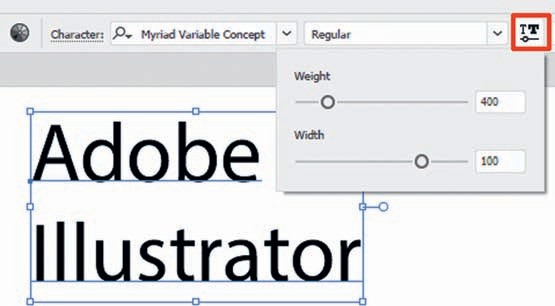 Character: Myriad Variable Concept Regular
Weight
400
Width
100
Adobe
Illustrator